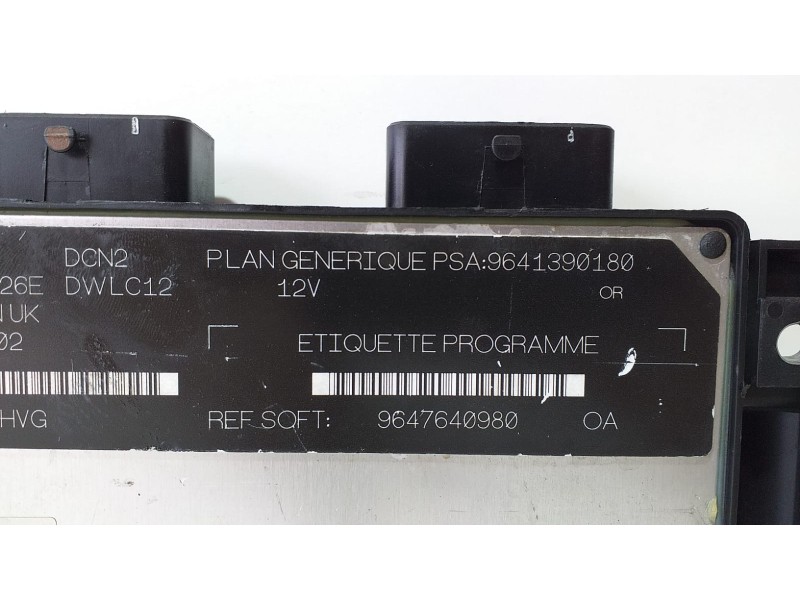 DCN2 PLAN GENERIQUE PSA:9641390180
26E DWLC12 12V OR
N UK
02 ETIQUETTE PROGRAMME
HVG REF SOFT: 9647640980 OA